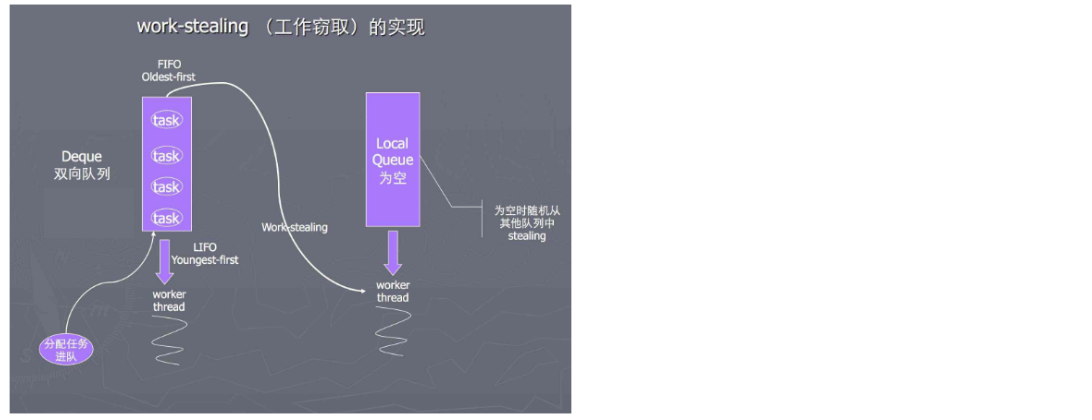 work-stealing （工作窃取）的实现
FIFO
Oldest-first
task
task
task
task
Deque
双向队列
LIFO
Youngest-first
worker
thread
分配任务
进队
Work-stealing
Local
Queue
为空
为空时随机从
其他队列中
stealing
worker
thread